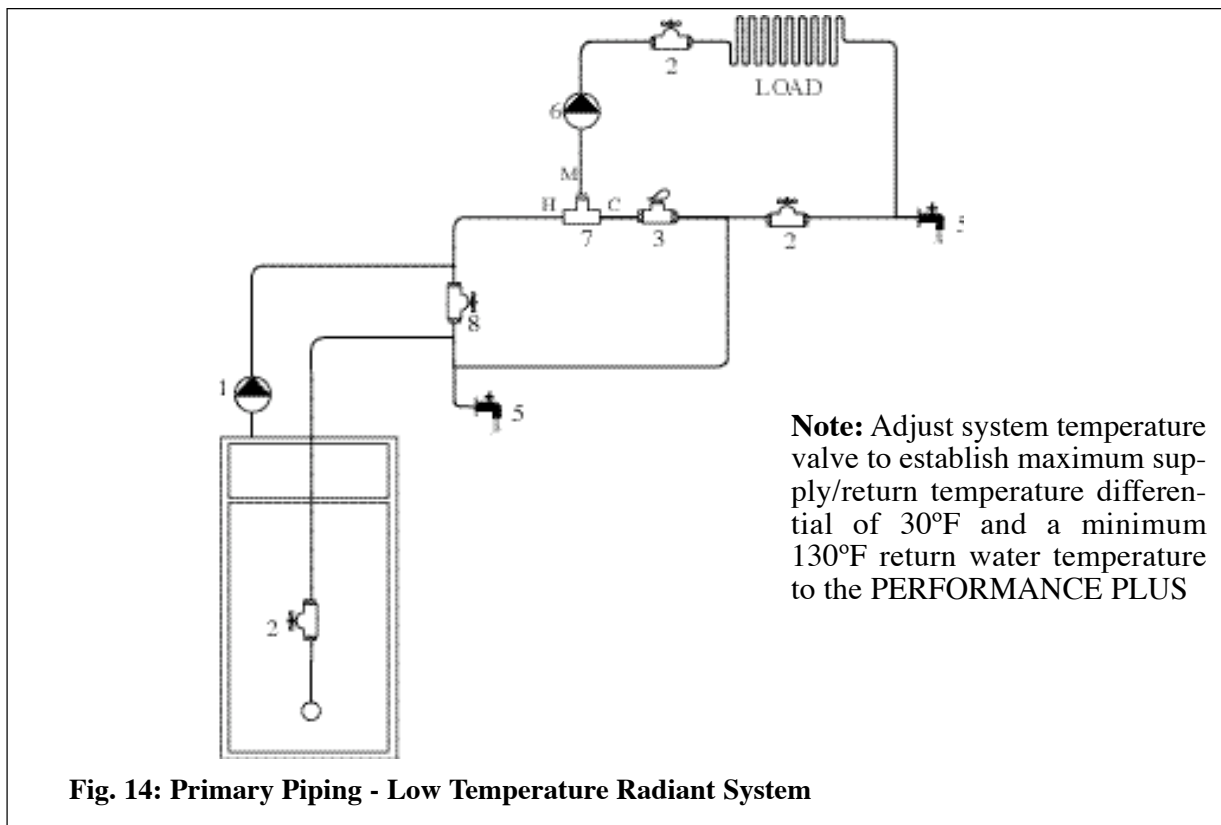 2
LOAD
6
M
H
C
7
3
2
5
8
1
5
Note: Adjust system temperature
valve to establish maximum sup-
ply/return temperature differen-
tial of 30ºF and a minimum
130ºF return water temperature
to the PERFORMANCE PLUS
2
Fig. 14: Primary Piping - Low Temperature Radiant System